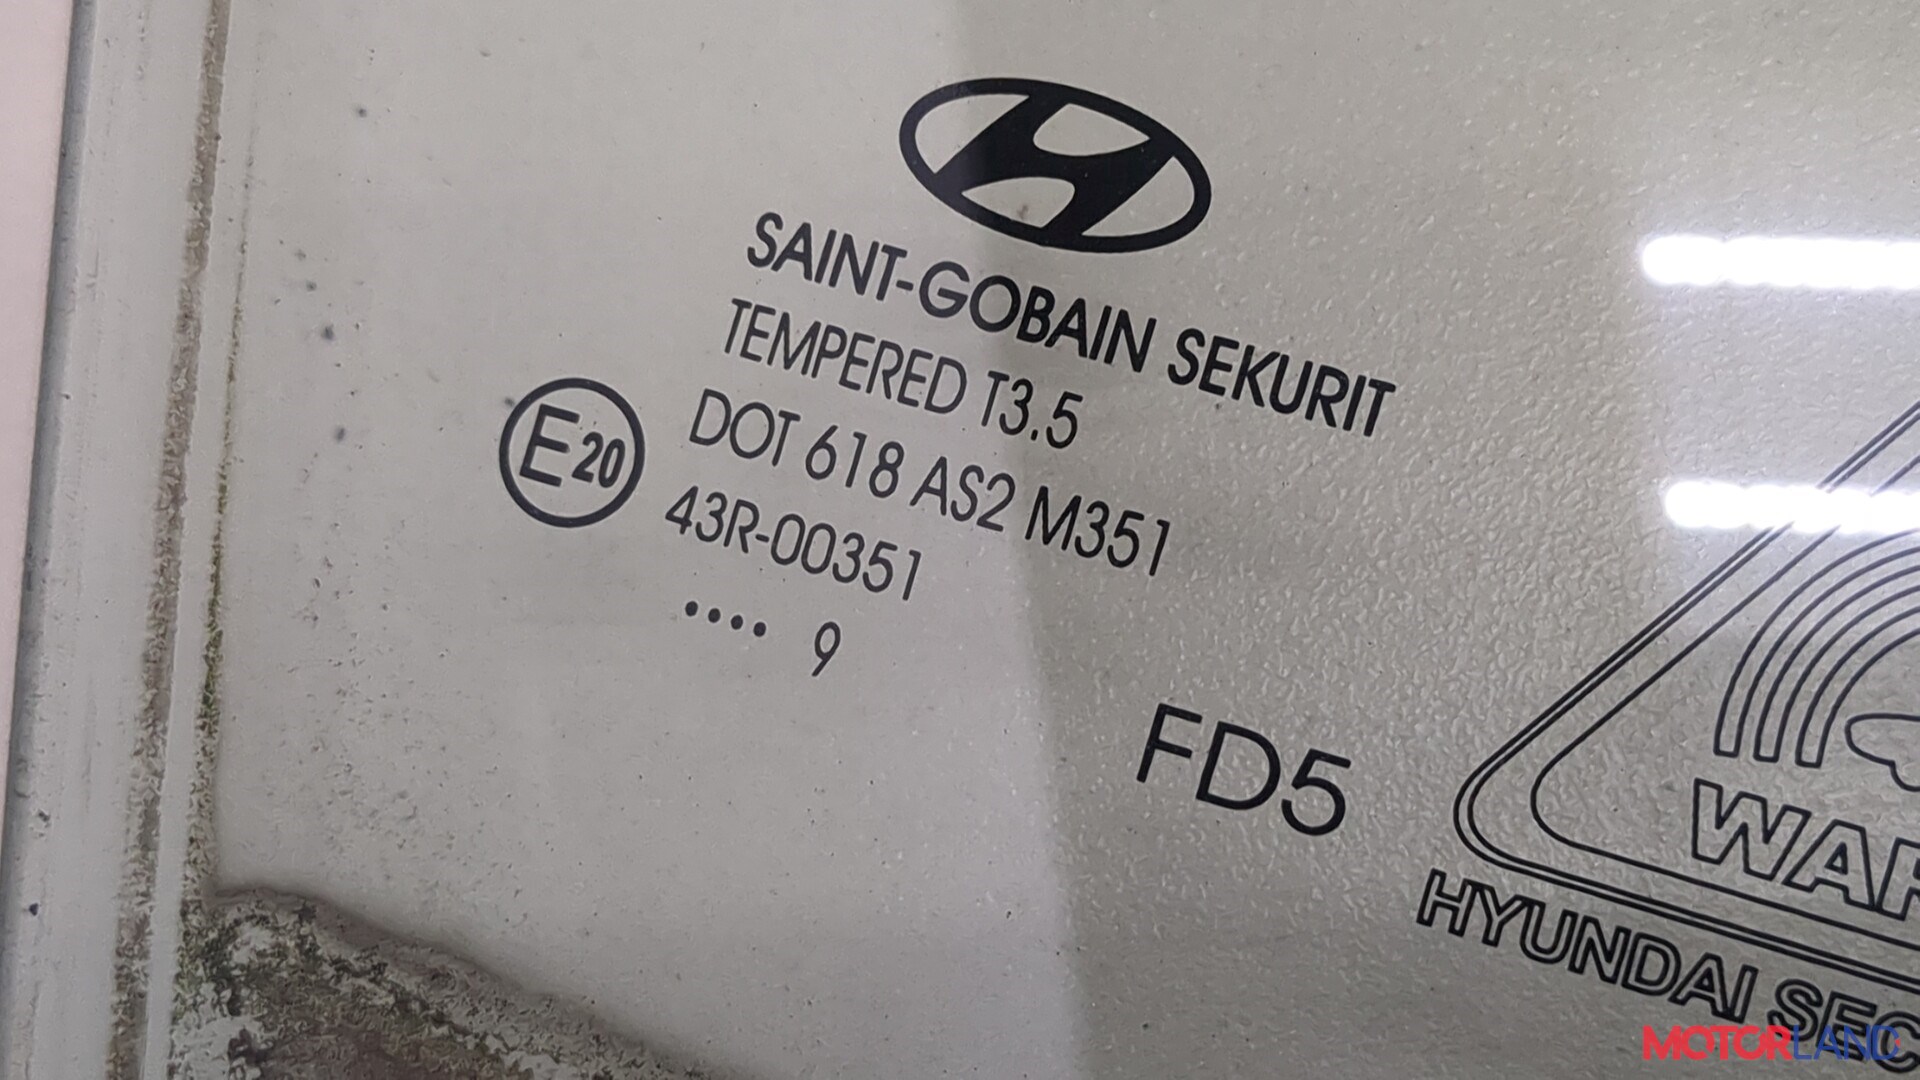 SAINT-GOBAIN SEKURIT
TEMPERED T3.5
DOT 618 AS2 M351
E20
43R-00351
•••• 9
FD5
WAR
HYUNDAI SEC
MOTORLAND